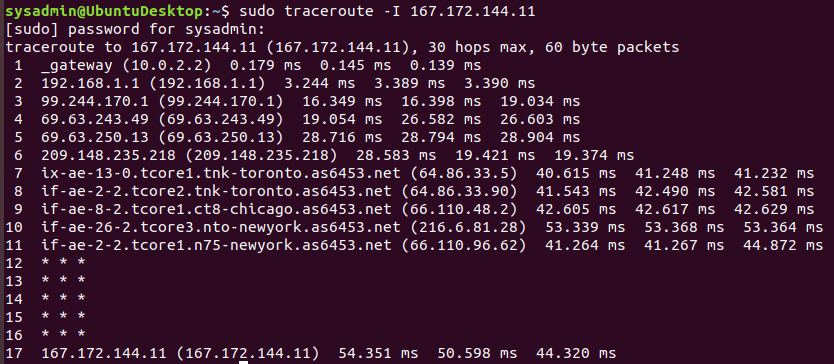 sysadmin@UbuntuDesktop:~$ sudo traceroute -I 167.172.144.11
[sudo] password for sysadmin:
traceroute to 167.172.144.11 (167.172.144.11), 30 hops max, 60 byte packets
 1  _gateway (10.0.2.2)  0.179 ms  0.145 ms  0.139 ms
 2  192.168.1.1 (192.168.1.1)  3.244 ms  3.389 ms  3.390 ms
 3  99.244.170.1 (99.244.170.1)  16.349 ms  16.398 ms  19.034 ms
 4  69.63.243.49 (69.63.243.49)  19.054 ms  26.582 ms  26.603 ms
 5  69.63.250.13 (69.63.250.13)  28.716 ms  28.794 ms  28.904 ms
 6  209.148.235.218 (209.148.235.218)  28.583 ms  19.421 ms  19.374 ms
 7  ix-ae-13-0.tcore1.tnk-toronto.as6453.net (64.86.33.5)  40.615 ms  41.248 ms  41.232 ms
 8  if-ae-2-2.tcore2.tnk-toronto.as6453.net (64.86.33.90)  41.543 ms  42.490 ms  42.581 ms
 9  if-ae-8-2.tcore1.ct8-chicago.as6453.net (66.110.48.2)  42.605 ms  42.617 ms  42.629 ms
10  if-ae-26-2.tcore3.nto-newyork.as6453.net (216.6.81.28)  53.339 ms  53.368 ms  53.364 ms
11  if-ae-2-2.tcore1.n75-newyork.as6453.net (66.110.96.62)  41.264 ms  41.267 ms  44.872 ms
12  * * *
13  * * *
14  * * *
15  * * *
16  * * *
17  167.172.144.11 (167.172.144.11)  54.351 ms  50.598 ms  44.320 ms